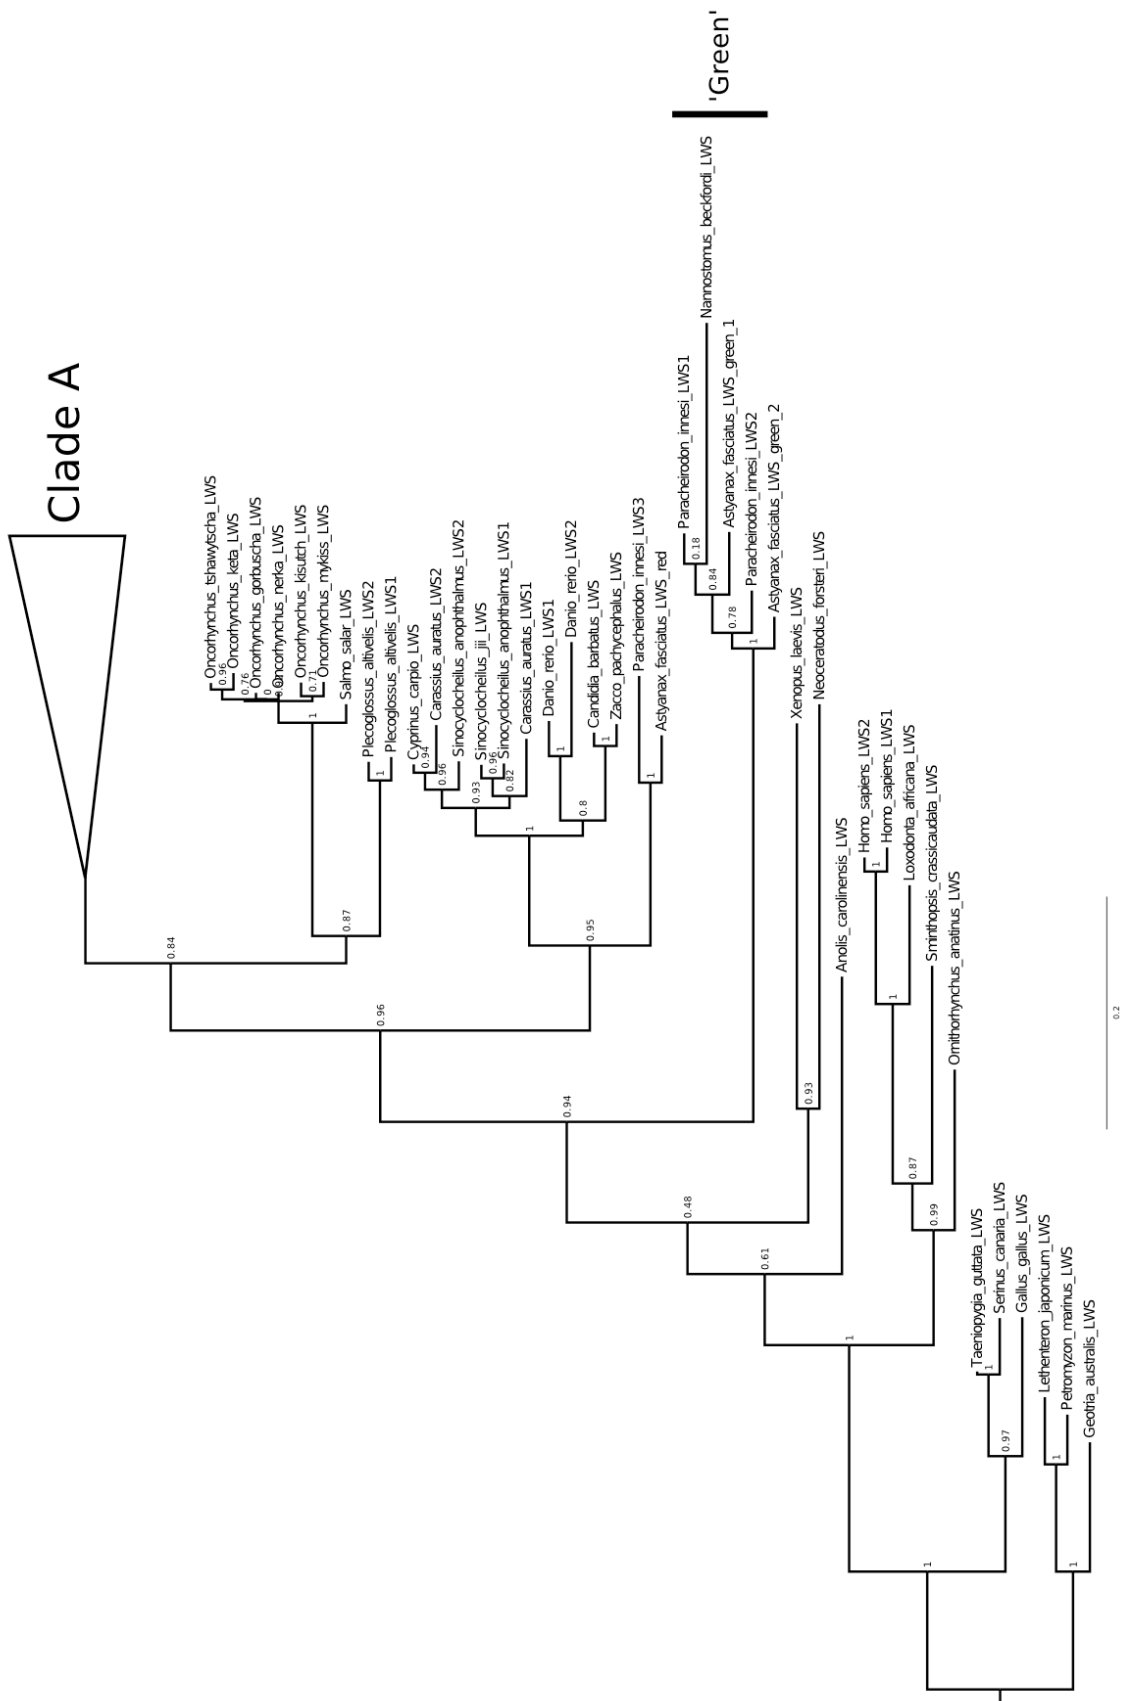 Clade A
'Green'
Oncorhynchus_tshawytscha_LWS
0.96
Oncorhynchus_keta_LWS
0.76
Oncorhynchus_gorbuscha_LWS
Oncorhynchus_nerka_LWS
Oncorhynchus_kisutch_LWS
0.71
Oncorhynchus_mykiss_LWS
1
Salmo_salar_LWS
0.87
Plecoglossus_altivelis_LWS2
1
Plecoglossus_altivelis_LWS1
0.84
Cyprinus_carpio_LWS
0.94
Carassius_auratus_LWS2
0.96
Sinocyclocheilus_anophthalmus_LWS2
0.93
Sinocyclocheilus_jii_LWS
0.96
Sinocyclocheilus_anophthalmus_LWS1
0.82
Carassius_auratus_LWS1
1
Danio_rerio_LWS1
1
Danio_rerio_LWS2
0.8
Candidia_barbatus_LWS
1
Zacco_pachycephalus_LWS
0.95
Paracheirodon_innesi_LWS3
1
Astyanax_fasciatus_LWS_red
0.96
Paracheirodon_innesi_LWS1
0.18
Nannostomus_beckfordi_LWS
0.84
Astyanax_fasciatus_LWS_green_1
0.78
Paracheirodon_innesi_LWS2
1
Astyanax_fasciatus_LWS_green_2
0.94
Xenopus_laevis_LWS
0.93
Neoceratodus_forsteri_LWS
0.48
Anolis_carolinensis_LWS
0.61
Homo_sapiens_LWS2
1
Homo_sapiens_LWS1
1
Loxodonta_africana_LWS
0.87
Sminthopsis_crassicaudata_LWS
0.99
Ornithorhynchus_anatinus_LWS
1
Taeniopygia_guttata_LWS
1
Serinus_canaria_LWS
0.97
Gallus_gallus_LWS
1
Lethenteron_japonicum_LWS
1
Petromyzon_marinus_LWS
1
Geotria_australis_LWS
0.2